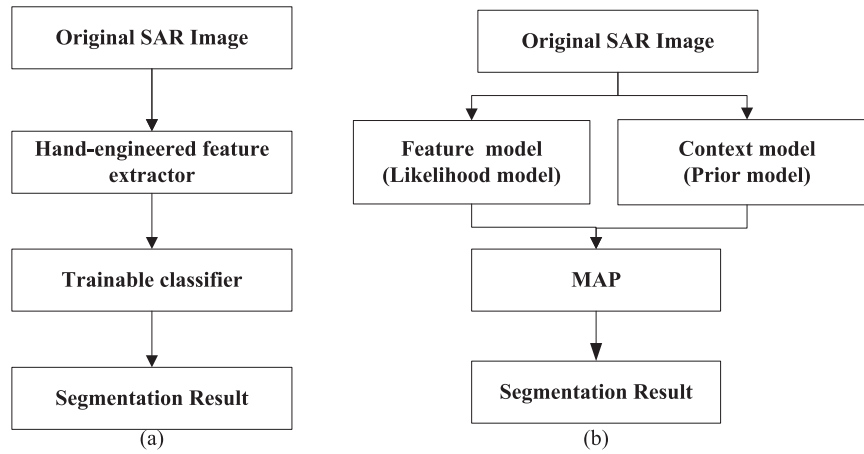 Original SAR Image
Hand-engineered feature
extractor
Trainable classifier
Segmentation Result
(a)
Original SAR Image
Feature model
(Likelihood model)
Context model
(Prior model)
MAP
Segmentation Result
(b)